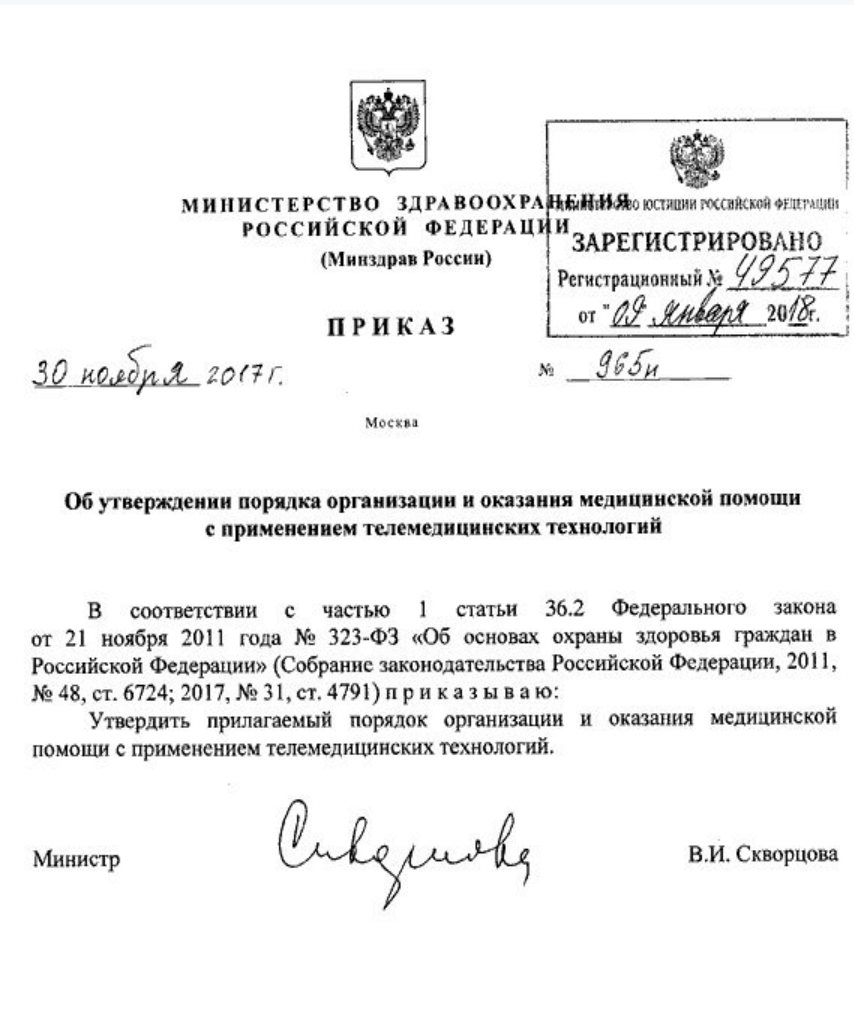 МИНИСТЕРСТВО ЗДРАВООХРАНЕНИЯ
РОССИЙСКОЙ ФЕДЕРАЦИИ
(Минздрав России)
МИНИСТЕРСТВО ЮСТИЦИИ РОССИЙСКОЙ ФЕДЕРАЦИИ
ЗАРЕГИСТРИРОВАНО
Регистрационный № 49577
от "09 января 2018г.
ПРИКАЗ
30 ноября 2017г.
№ 965н
Москва
Об утверждении порядка организации и оказания медицинской помощи
с применением телемедицинских технологий
В соответствии с частью 1 статьи 36.2 Федерального закона
от 21 ноября 2011 года № 323-ФЗ «Об основах охраны здоровья граждан в
Российской Федерации» (Собрание законодательства Российской Федерации, 2011,
№ 48, ст. 6724; 2017, № 31, ст. 4791) п р и к а з ы в а ю:
Утвердить прилагаемый порядок организации и оказания медицинской
помощи с применением телемедицинских технологий.
Министр
В.И. Скворцова